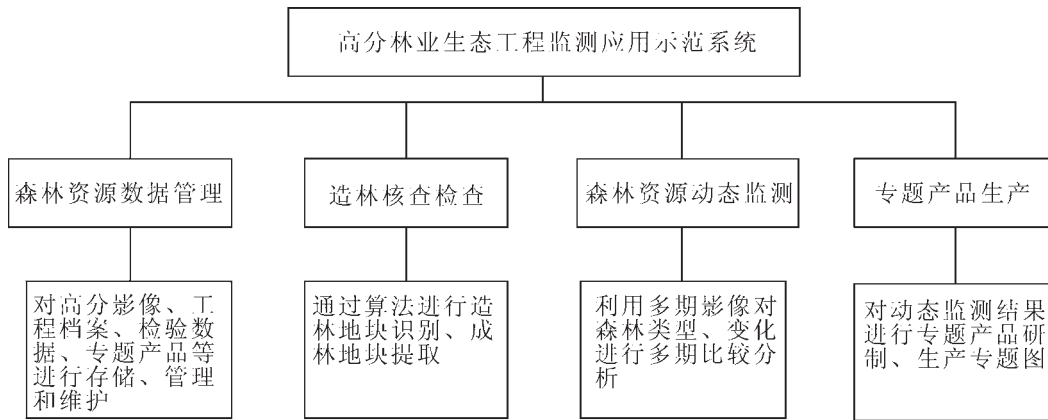 高分林业生态工程监测应用示范系统
森林资源数据管理
造林核查检查
森林资源动态监测
专题产品生产
对高分影像、工
程档案、检验数
据、专题产品等
进行存储、管理
和维护
通过算法进行造
林地块识别、成
林地块提取
利用多期影像对
森林类型、变化
进行多期比较分
析
对动态监测结果
进行专题产品研
制、生产专题图